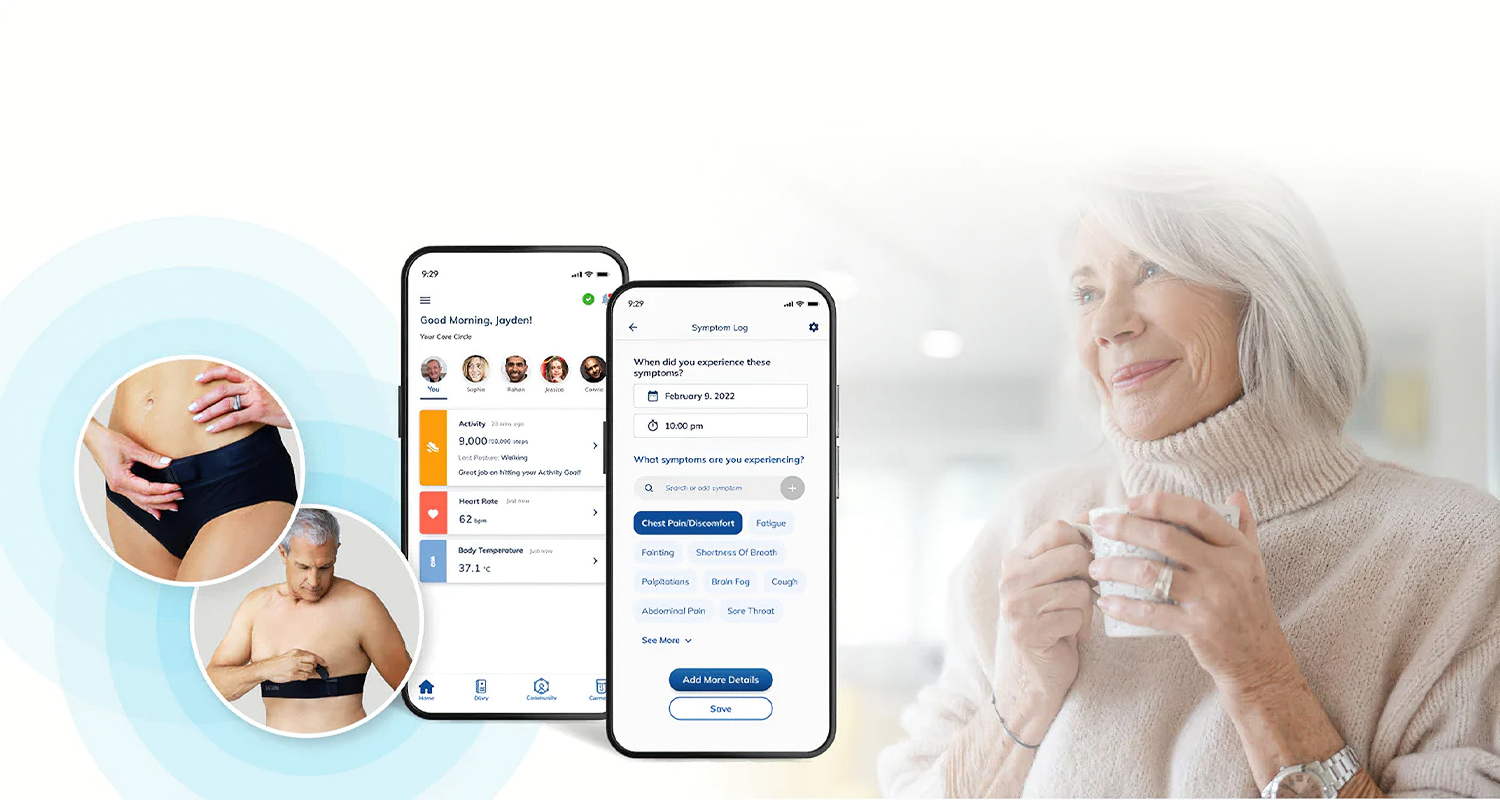 9:29
Good Morning, Jayden!
Your Care Circle
You
Sophie
Rohan
Jessica
Connie
Activity 20 mins ago
9,000/10,000 steps
Last Posture: Walking
Great job on hitting your Activity Goal!
Heart Rate Just now
62 bpm
Body Temperature Just now
37.1 °C
Home
Diary
Community
9:29
Symptom Log
When did you experience these
symptoms?
February 9, 2022
10:00 pm
What symptoms are you experiencing?
Search or add symptom
Chest Pain/Discomfort
Fatigue
Fainting
Shortness Of Breath
Palpitations
Brain Fog
Cough
Abdominal Pain
Sore Throat
See More
Add More Details
Save